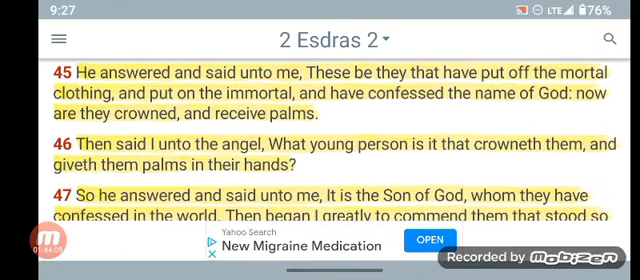 9:27
LTE 76%
2 Esdras 2
45 He answered and said unto me, These be they that have put off the mortal
clothing, and put on the immortal, and have confessed the name of God: now
are they crowned, and receive palms.
46 Then said I unto the angel, What young person is it that crowneth them, and
giveth them palms in their hands?
47 So he answered and said unto me, It is the Son of God, whom they have
confessed in the world. Then began I greatly to commend them that stood so
Yahoo Search
New Migraine Medication
OPEN
M
01:44:09
Recorded by Mobizen